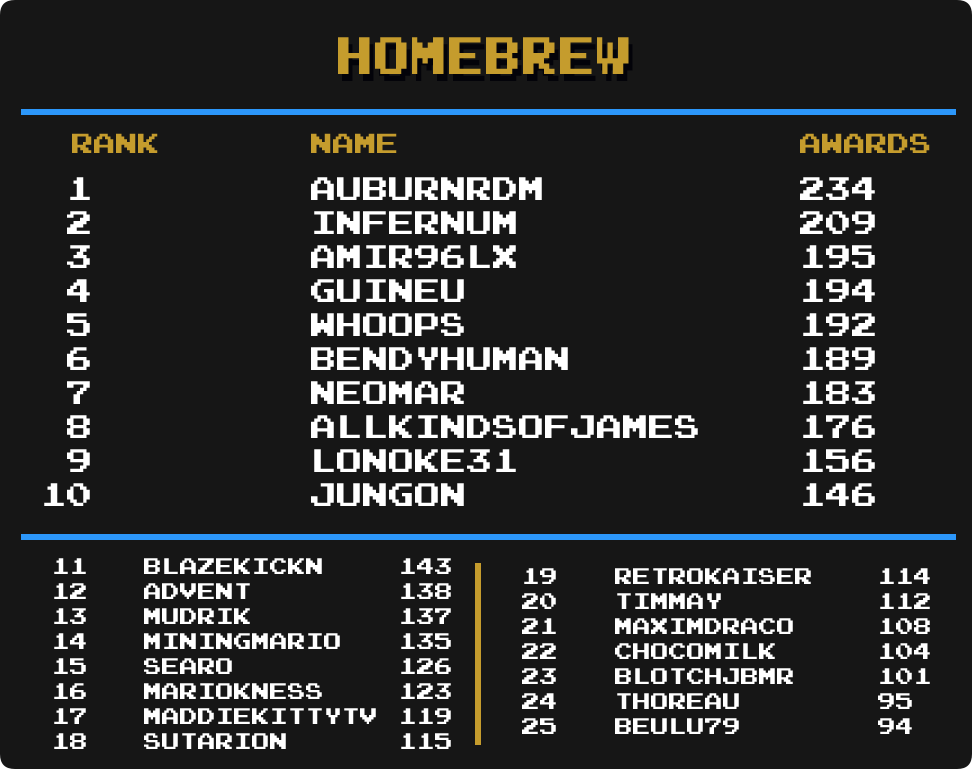 HOMEBREW
RANK NAME AWARDS
1 AUBURNRDM 234
2 INFERNUM 209
3 AMIR96LX 195
4 GUINEU 194
5 WHOOPS 192
6 BENDYHUMAN 189
7 NEOMAR 183
8 ALLKINDSOFJAMES 176
9 LONOKE31 156
10 JUNGON 146
11 BLAZEKICKN 143
12 ADVENT 138
13 MUDRIK 137
14 MININGMARIO 135
15 SEARO 126
16 MARIOKNESS 123
17 MADDIEKITTYTV 119
18 SUTARION 115
19 RETROKAISER 114
20 TIMMAY 112
21 MAXIMDRACO 108
22 CHOCOMILK 104
23 BLOTCHJBMR 101
24 THOREAU 95
25 BEULU79 94